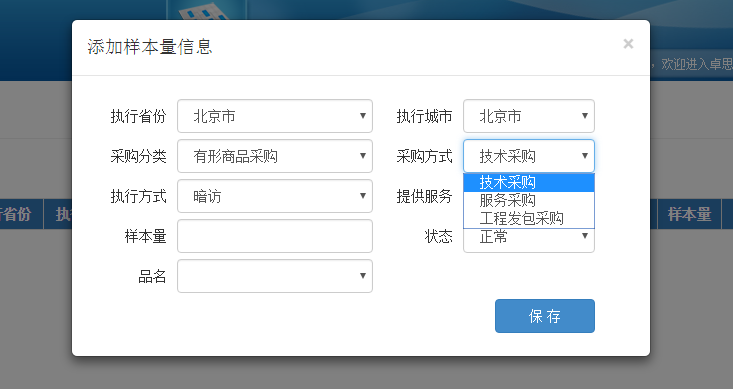 添加样本量信息 ×
，欢迎进入卓思
执行省份 北京市 执行城市 北京市
采购分类 有形商品采购 采购方式 技术采购
技术采购
执行方式 暗访 提供服务
服务采购
工程发包采购
省份 执 样本量
样本量 状态 正常
品名
保存